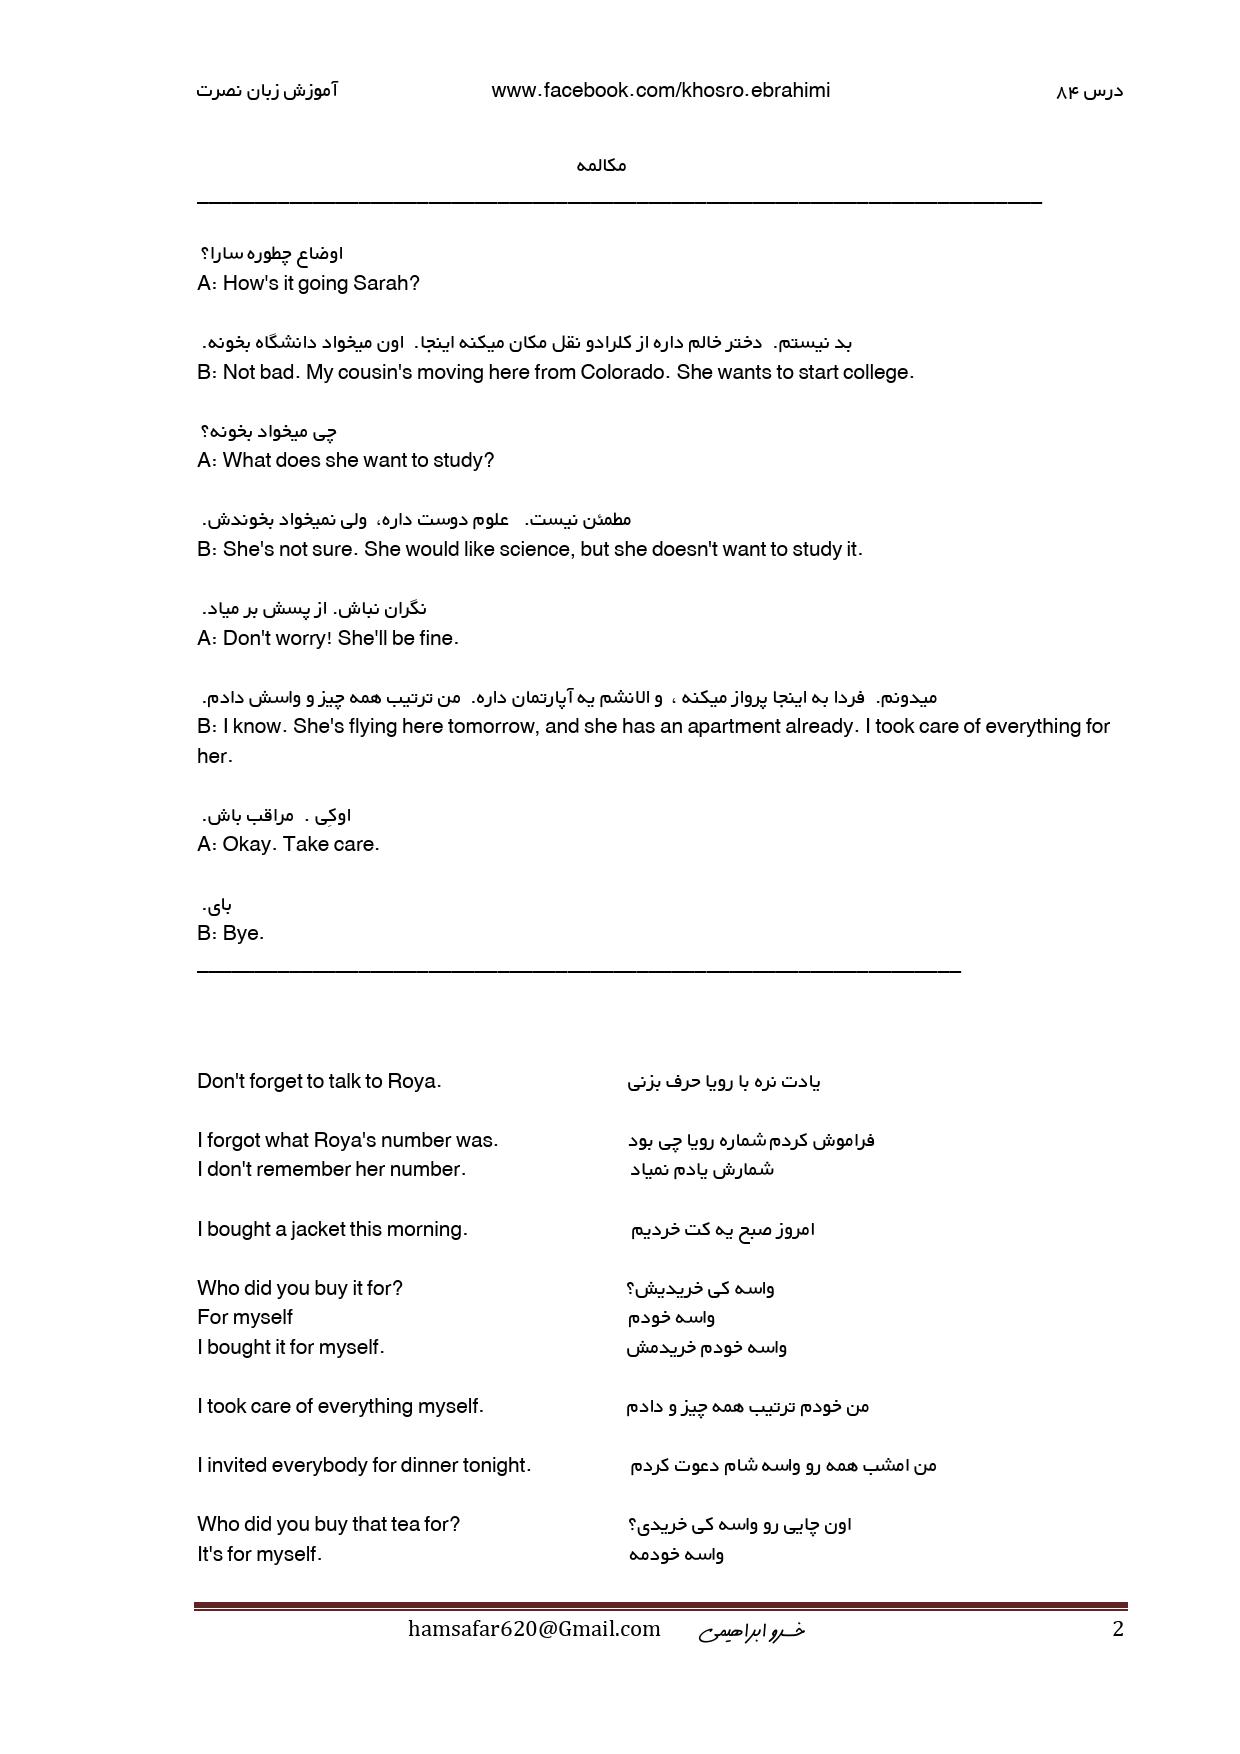 آموزش زبان نصرت www.facebook.com/khosro.ebrahimi درس ۸۴
مکالمه
اوضاع چطوره سارا؟
A: How's it going Sarah?
بد نیستم. دختر خالم داره از کلرادو نقل مکان میکنه اینجا. اون میخواد دانشگاه بخونه.
B: Not bad. My cousin's moving here from Colorado. She wants to start college.
چی میخواد بخونه؟
A: What does she want to study?
مطمئن نیست. علوم دوست داره، ولی نمیخواد بخوندش.
B: She's not sure. She would like science, but she doesn't want to study it.
نگران نباش. از پسش بر میاد.
A: Don't worry! She'll be fine.
میدونم. فردا به اینجا پرواز میکنه ، و الانشم یه آپارتمان داره. من ترتیب همه چیز و واسش دادم.
B: I know. She's flying here tomorrow, and she has an apartment already. I took care of everything for
her.
اوکِی . مراقب باش.
A: Okay. Take care.
بای.
B: Bye.
Don't forget to talk to Roya. یادت نره با رویا حرف بزنی
I forgot what Roya's number was. فراموش کردم شماره رویا چی بود
I don't remember her number. شمارش یادم نمیاد
I bought a jacket this morning. امروز صبح یه کت خردیم
Who did you buy it for? واسه کی خریدیش؟
For myself واسه خودم
I bought it for myself. واسه خودم خریدمش
I took care of everything myself. من خودم ترتیب همه چیز و دادم
I invited everybody for dinner tonight. من امشب همه رو واسه شام دعوت کردم
Who did you buy that tea for? اون چایی رو واسه کی خریدی؟
It's for myself. واسه خودمه
hamsafar620@Gmail.com خسرو ابراهیمی 2